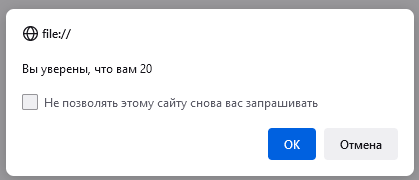 file://
Вы уверены, что вам 20
Не позволять этому сайту снова вас запрашивать
OK
Отмена